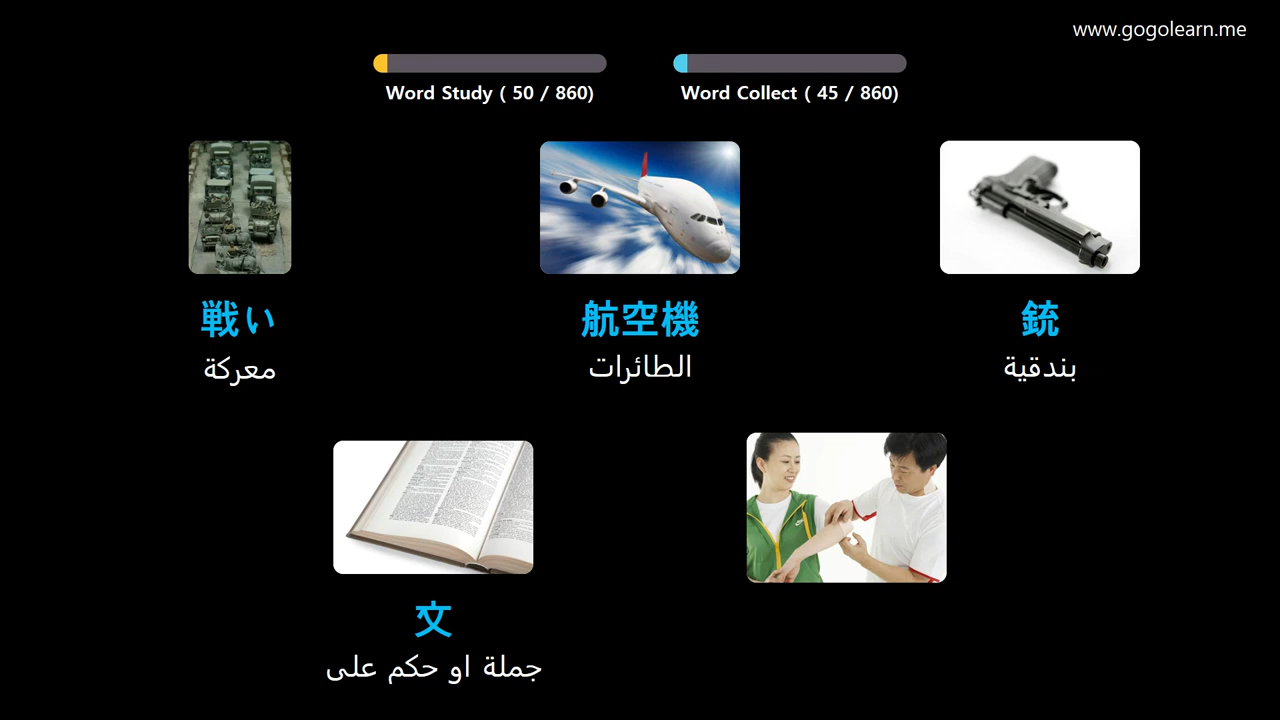 www.gogolearn.me
Word Study ( 50 / 860)
Word Collect ( 45 / 860)
戦い
معركة
航空機
الطائرات
銃
بندقية
文
جملة او حكم على